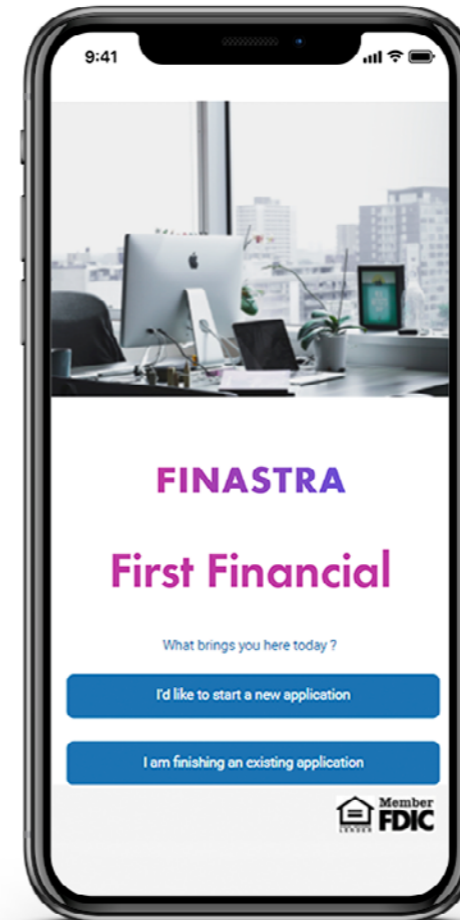 9:41
FINASTRA
First Financial
What brings you here today ?
I'd like to start a new application
I am finishing an existing application
LENDER
Member
FDIC